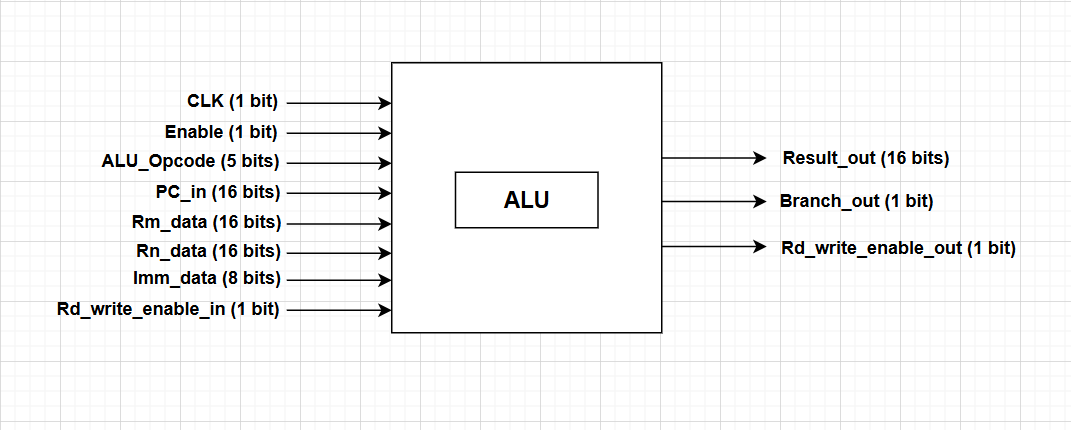 CLK (1 bit)
Enable (1 bit)
ALU_Opcode (5 bits)
PC_in (16 bits)
Rm_data (16 bits)
Rn_data (16 bits)
Imm_data (8 bits)
Rd_write_enable_in (1 bit)
ALU
Result_out (16 bits)
Branch_out (1 bit)
Rd_write_enable_out (1 bit)